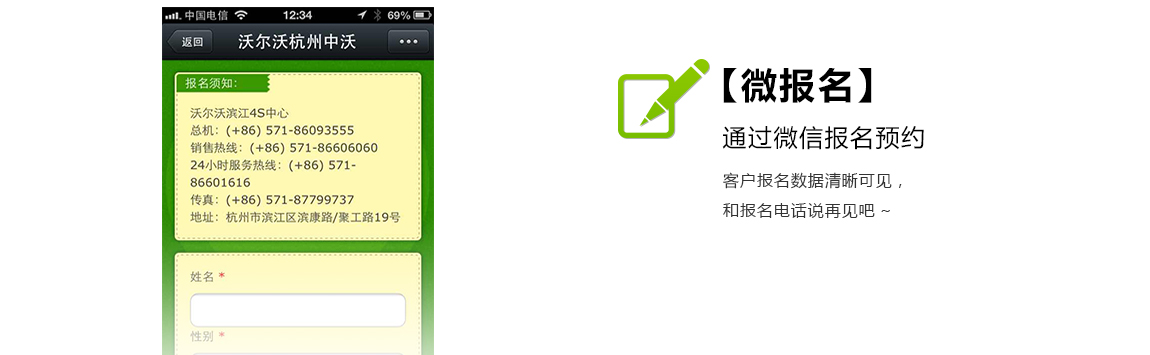 中国电信 12:34 69%
返回 沃尔沃杭州中沃
报名须知：
沃尔沃滨江4S中心
总机：(+86) 571-86093555
销售热线：(+86) 571-86606060
24小时服务热线：(+86) 571-
86601616
传真：(+86) 571-87799737
地址：杭州市滨江区滨康路/聚工路19号
姓名 *
性别 *
【微报名】
通过微信报名预约
客户报名数据清晰可见，
和报名电话说再见吧 ~